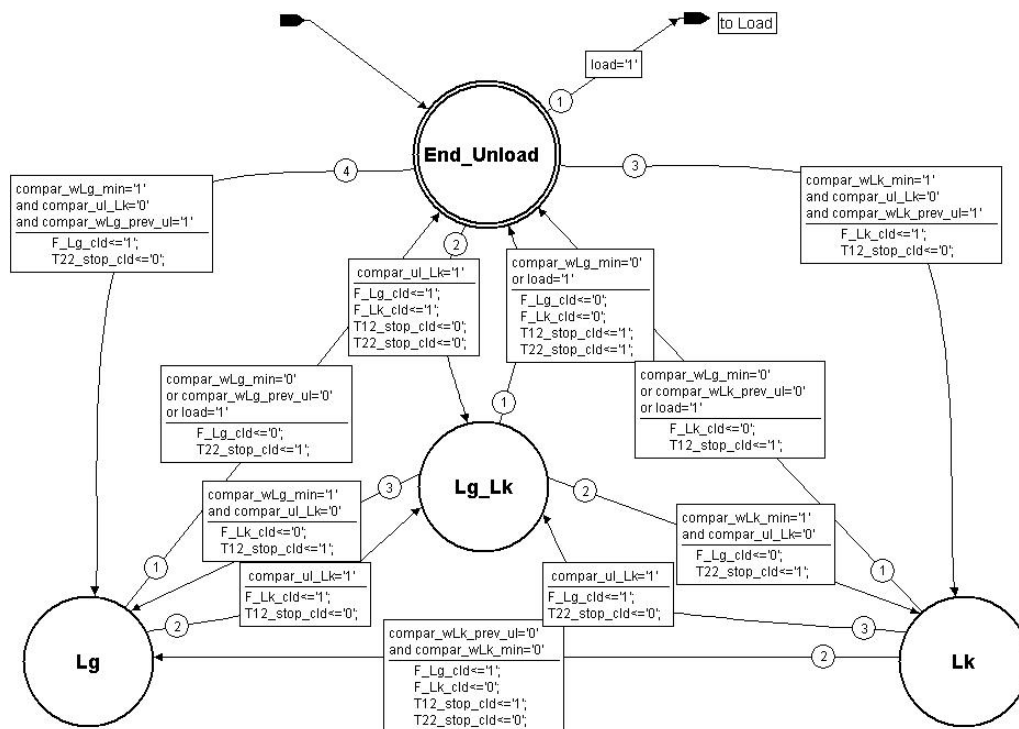 to Load
load='1'
1
End_Unload
4
3
compar_wLg_min='1'
and compar_ul_Lk='0'
and compar_wLg_prev_ul='1'
F_Lg_cld<='1';
T22_stop_cld<='0';
compar_wLk_min='1'
and compar_ul_Lk='0'
and compar_wLk_prev_ul='1'
F_Lk_cld<='1';
T12_stop_cld<='0';
2
compar_ul_Lk='1'
F_Lg_cld<='1';
F_Lk_cld<='1';
T12_stop_cld<='0';
T22_stop_cld<='0';
compar_wLg_min='0'
or load='1'
F_Lg_cld<='0';
F_Lk_cld<='0';
T12_stop_cld<='1';
T22_stop_cld<='1';
compar_wLg_min='0'
or compar_wLg_prev_ul='0'
or load='1'
F_Lg_cld<='0';
T22_stop_cld<='1';
compar_wLg_min='0'
or compar_wLk_prev_ul='0'
or load='1'
F_Lk_cld<='0';
T12_stop_cld<='1';
1
Lg_Lk
3
2
compar_wLg_min='1'
and compar_ul_Lk='0'
F_Lk_cld<='0';
T12_stop_cld<='1';
compar_wLk_min='1'
and compar_ul_Lk='0'
F_Lg_cld<='0';
T22_stop_cld<='1';
1
1
compar_ul_Lk='1'
F_Lk_cld<='1';
T12_stop_cld<='0';
compar_ul_Lk='1'
F_Lg_cld<='1';
T22_stop_cld<='0';
2
3
Lg
compar_wLk_prev_ul='0'
and compar_wLk_min='0'
F_Lg_cld<='1';
F_Lk_cld<='0';
T12_stop_cld<='1';
T22_stop_cld<='0';
2
Lk